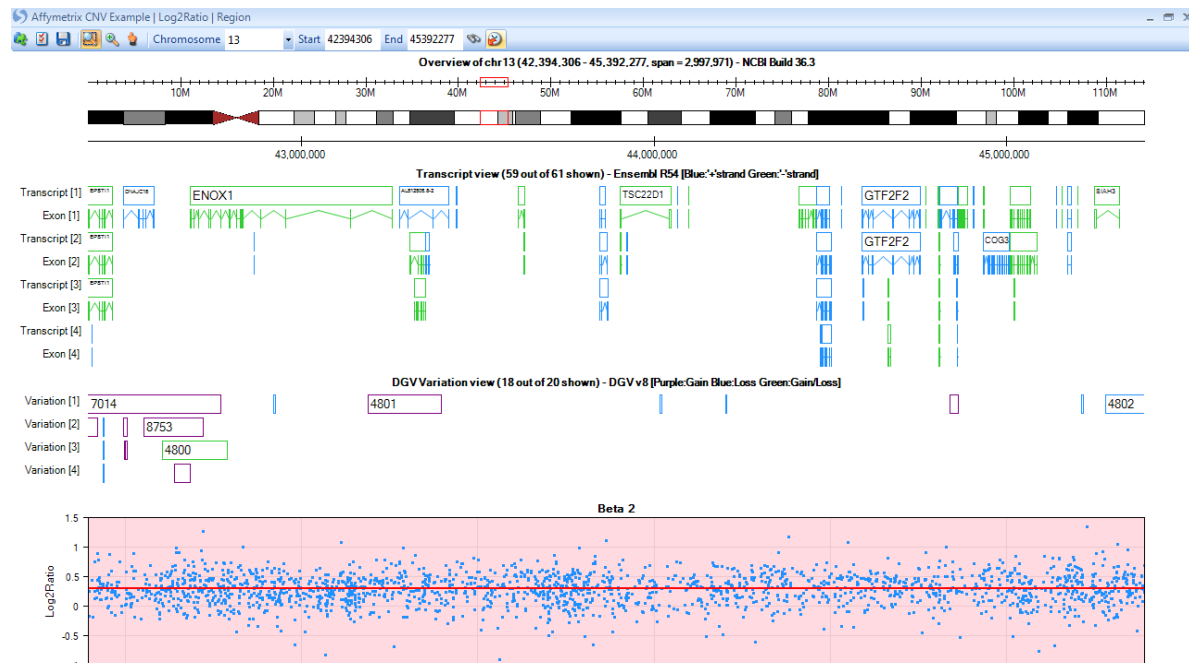 Affymetrix CNV Example | Log2Ratio | Region
Chromosome 13 Start 42394306 End 45392277
Overview of chr13 (42,394,306 - 45,392,277, span = 2,997,971) - NCBI Build 36.3
10M 20M 30M 40M 50M 60M 70M 80M 90M 100M 110M
43,000,000 44,000,000 45,000,000
Transcript view (59 out of 61 shown) - Ensembl R54 [Blue:'+'strand Green:'-'strand]
Transcript [1] EPSTI1 DNAJC15 ENOX1 TSC22D1 GTF2F2 SIAH3
Exon [1]
Transcript [2] EPSTI1 GTF2F2 COG3
Exon [2]
Transcript [3] EPSTI1
Exon [3]
Transcript [4]
Exon [4]
DGV Variation view (18 out of 20 shown) - DGV v8 [Purple:Gain Blue:Loss Green:Gain/Loss]
Variation [1] 7014 4801 4802
Variation [2] 8753
Variation [3] 4800
Variation [4]
Beta 2
1.5
1
0.5
0
-0.5
Log2Ratio